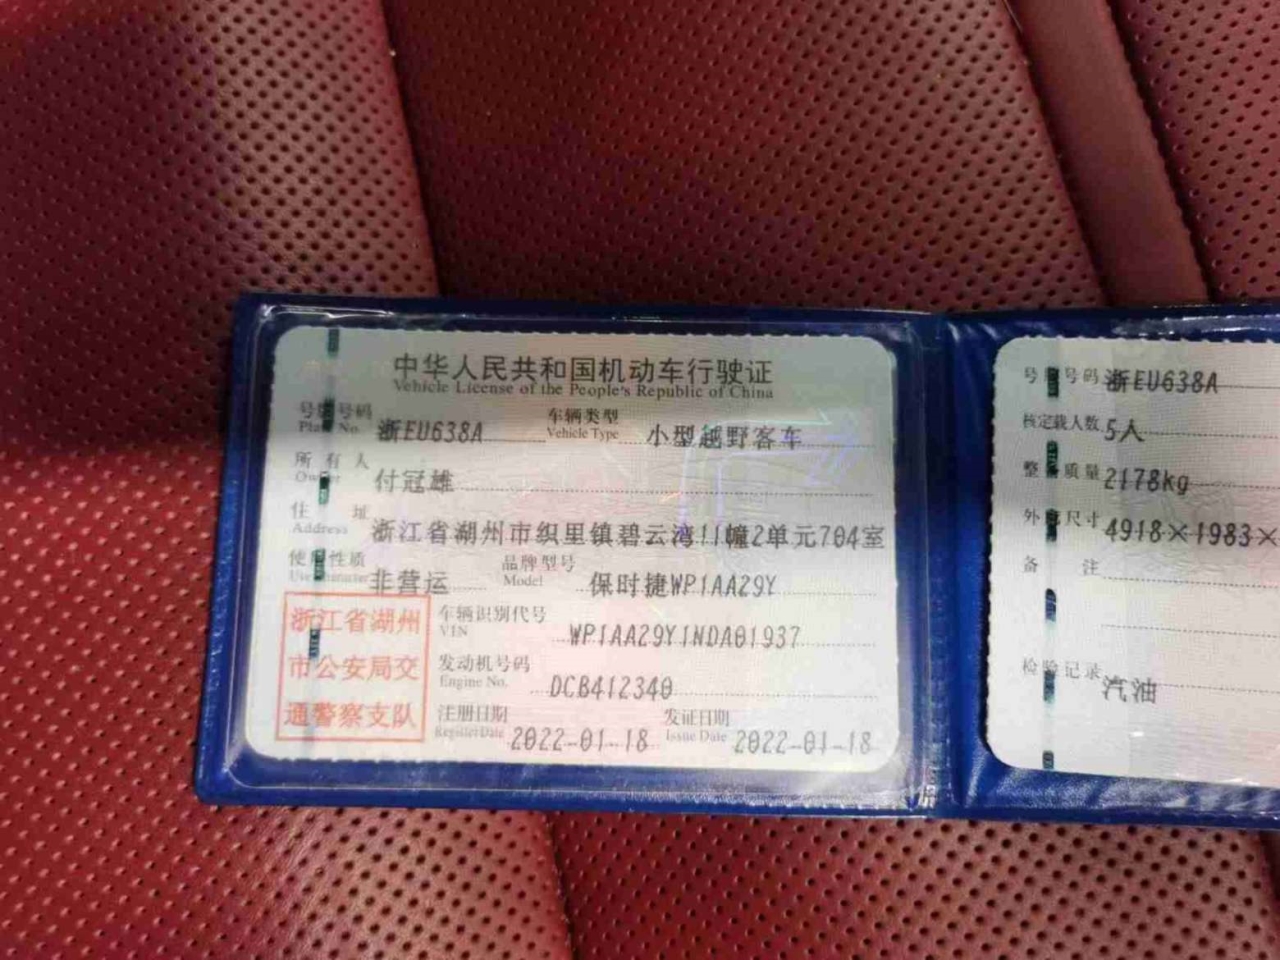 中华人民共和国机动车行驶证
Vehicle License of the People's Republic of China
号牌号码 浙EU638A 车辆类型 小型越野客车
Plate No. Vehicle Type
所有人 付冠雄
Owner
住址 浙江省湖州市织里镇碧云湾11幢2单元704室
Address
使用性质 非营运 品牌型号 保时捷WP1AA29Y
Use Character Model
浙江省湖州
市公安局交
通警察支队
车辆识别代号 WP1AA29Y1NDA01937
VIN
发动机号码 DCB412340
Engine No.
注册日期 2022-01-18 发证日期 2022-01-18
Register Date Issue Date
号牌号码 浙EU638A
核定载人数 5人
整备质量 2178kg
外廓尺寸 4918×1983×
备注
检验记录 汽油